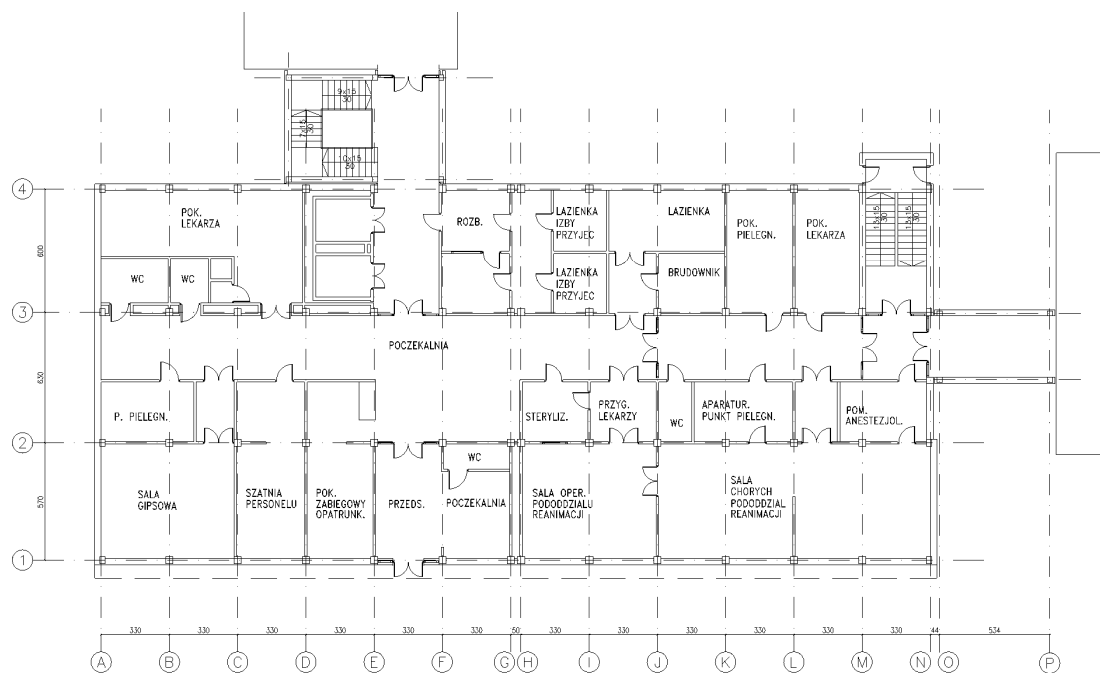 9x15
30
7x15
30
10x15
30
4
POK.
LEKARZA
ROZB.
LAZIENKA
IZBY
PRZYJEC
LAZIENKA
POK.
PIELEGN.
POK.
LEKARZA
13x15
30
13x15
30
600
WC
WC
LAZIENKA
IZBY
PRZYJEC
BRUDOWNIK
3
POCZEKALNIA
630
P. PIELEGN.
STERYLIZ.
PRZYG.
LEKARZY
WC
APARATUR.
PUNKT PIELEGN.
POM.
ANESTEZJOL.
2
WC
570
SALA
GIPSOWA
SZATNIA
PERSONELU
POK.
ZABIEGOWY
OPATRUNK.
PRZEDS.
POCZEKALNIA
SALA OPER.
PODODDZIALU
REANIMACJI
SALA
CHORYCH
PODODDZIAL
REANIMACJI
1
330 330 330 330 330 330 50 330 330 330 330 330 330 44 534
A B C D E F G H I J K L M N O P